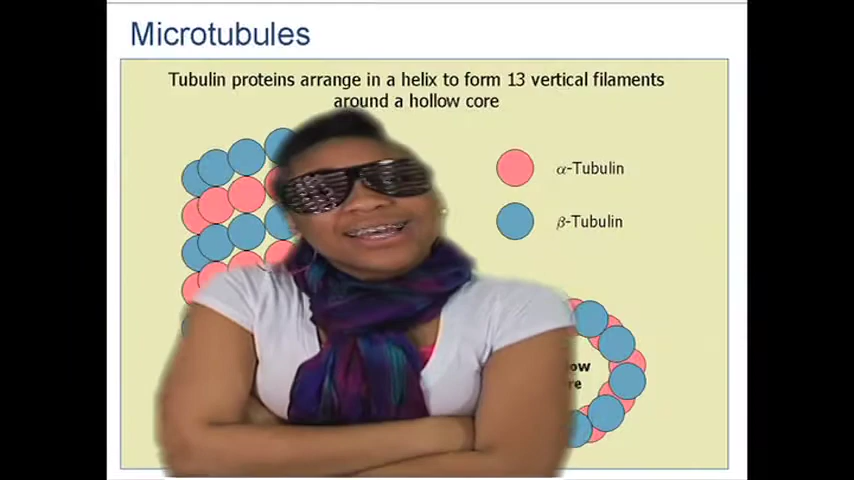 Microtubules
Tubulin proteins arrange in a helix to form 13 vertical filaments
around a hollow core
α-Tubulin
β-Tubulin